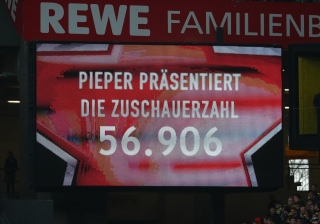 REWE FAMILIENB
PIEPER PRÄSENTIERT
DIE ZUSCHAUERZAHL
56.906